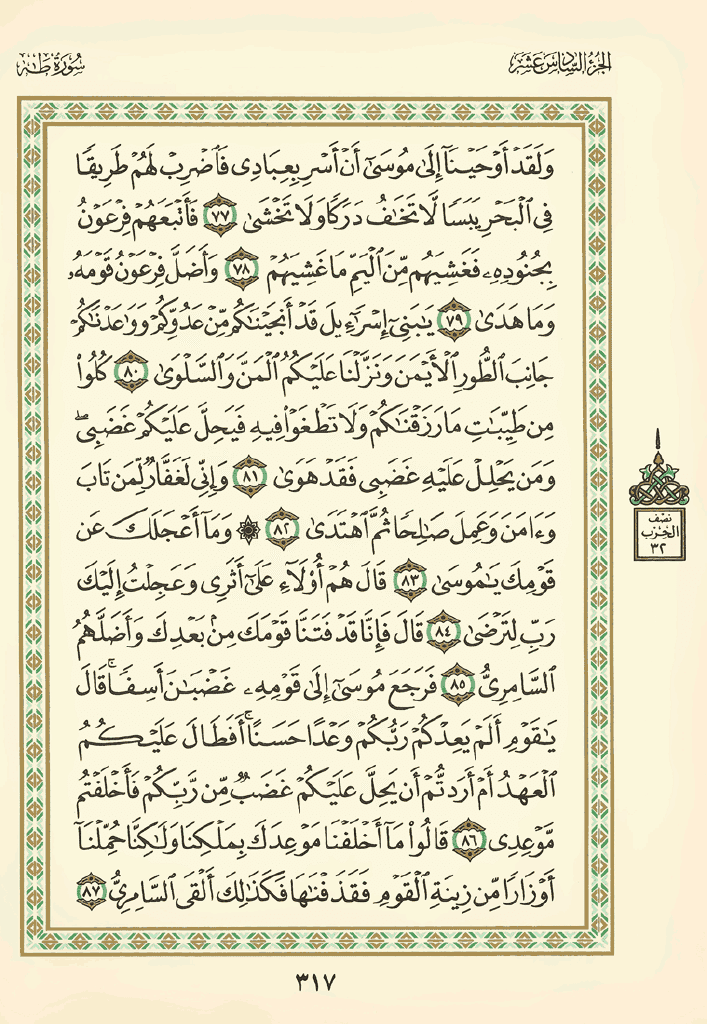 الجزء السادس عشر
سورة طه
وَلَقَدْ أَوْحَيْنَآ إِلَىٰ مُوسَىٰٓ أَنْ أَسْرِ بِعِبَادِى فَٱضْرِبْ لَهُمْ طَرِيقًا
فِى ٱلْبَحْرِ يَبَسًا لَّا تَخَـٰفُ دَرَكًا وَلَا تَخْشَىٰ ٧٧ فَأَتْبَعَهُمْ فِرْعَوْنُ
بِجُنُودِهِۦ فَغَشِيَهُم مِّنَ ٱلْيَمِّ مَا غَشِيَهُمْ ٧٨ وَأَضَلَّ فِرْعَوْنُ قَوْمَهُۥ
وَمَا هَدَىٰ ٧٩ يَـٰبَنِىٓ إِسْرَٰٓءِيلَ قَدْ أَنجَيْنَـٰكُم مِّنْ عَدُوِّكُمْ وَوَٰعَدْنَـٰكُمْ
جَانِبَ ٱلطُّورِ ٱلْأَيْمَنَ وَنَزَّلْنَا عَلَيْكُمُ ٱلْمَنَّ وَٱلسَّلْوَىٰ ٨٠ كُلُوا۟
مِن طَيِّبَـٰتِ مَا رَزَقْنَـٰكُمْ وَلَا تَطْغَوْا۟ فِيهِ فَيَحِلَّ عَلَيْكُمْ غَضَبِى ۖ
وَمَن يَحْلِلْ عَلَيْهِ غَضَبِى فَقَدْ هَوَىٰ ٨١ وَإِنِّى لَغَفَّارٌ لِّمَن تَابَ
وَءَامَنَ وَعَمِلَ صَـٰلِحًا ثُمَّ ٱهْتَدَىٰ ٨٢ ۞ وَمَآ أَعْجَلَكَ عَن
قَوْمِكَ يَـٰمُوسَىٰ ٨٣ قَالَ هُمْ أُو۟لَآءِ عَلَىٰٓ أَثَرِى وَعَجِلْتُ إِلَيْكَ
رَبِّ لِتَرْضَىٰ ٨٤ قَالَ فَإِنَّا قَدْ فَتَنَّا قَوْمَكَ مِنۢ بَعْدِكَ وَأَضَلَّهُمُ
ٱلسَّامِرِىُّ ٨٥ فَرَجَعَ مُوسَىٰٓ إِلَىٰ قَوْمِهِۦ غَضْبَـٰنَ أَسِفًا ۚ قَالَ
يَـٰقَوْمِ أَلَمْ يَعِدْكُمْ رَبُّكُمْ وَعْدًا حَسَنًا ۚ أَفَطَالَ عَلَيْكُمُ
ٱلْعَهْدُ أَمْ أَرَدتُّمْ أَن يَحِلَّ عَلَيْكُمْ غَضَبٌ مِّن رَّبِّكُمْ فَأَخْلَفْتُم
مَّوْعِدِى ٨٦ قَالُوا۟ مَآ أَخْلَفْنَا مَوْعِدَكَ بِمَلْكِنَا وَلَـٰكِنَّا حُمِّلْنَآ
أَوْزَارًا مِّن زِينَةِ ٱلْقَوْمِ فَقَذَفْنَـٰهَا فَكَذَٰلِكَ أَلْقَى ٱلسَّامِرِىُّ ٨٧
نصف
الحزب
٣٢
٣١٧